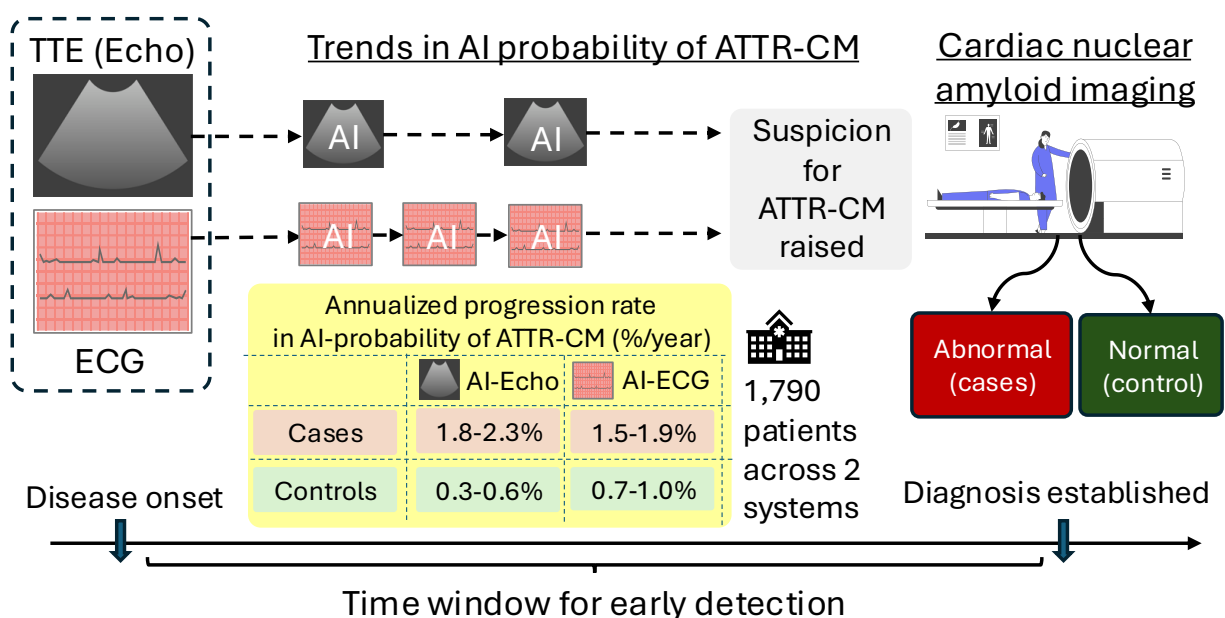 TTE (Echo)
ECG
Trends in AI probability of ATTR-CM
AI
AI
AI
AI
AI
Suspicion
for
ATTR-CM
raised
Cardiac nuclear
amyloid imaging
Abnormal
(cases)
Normal
(control)
Annualized progression rate
in AI-probability of ATTR-CM (%/year)
AI-Echo AI-ECG
Cases 1.8-2.3% 1.5-1.9%
Controls 0.3-0.6% 0.7-1.0%
1,790
patients
across 2
systems
Disease onset
Diagnosis established
Time window for early detection